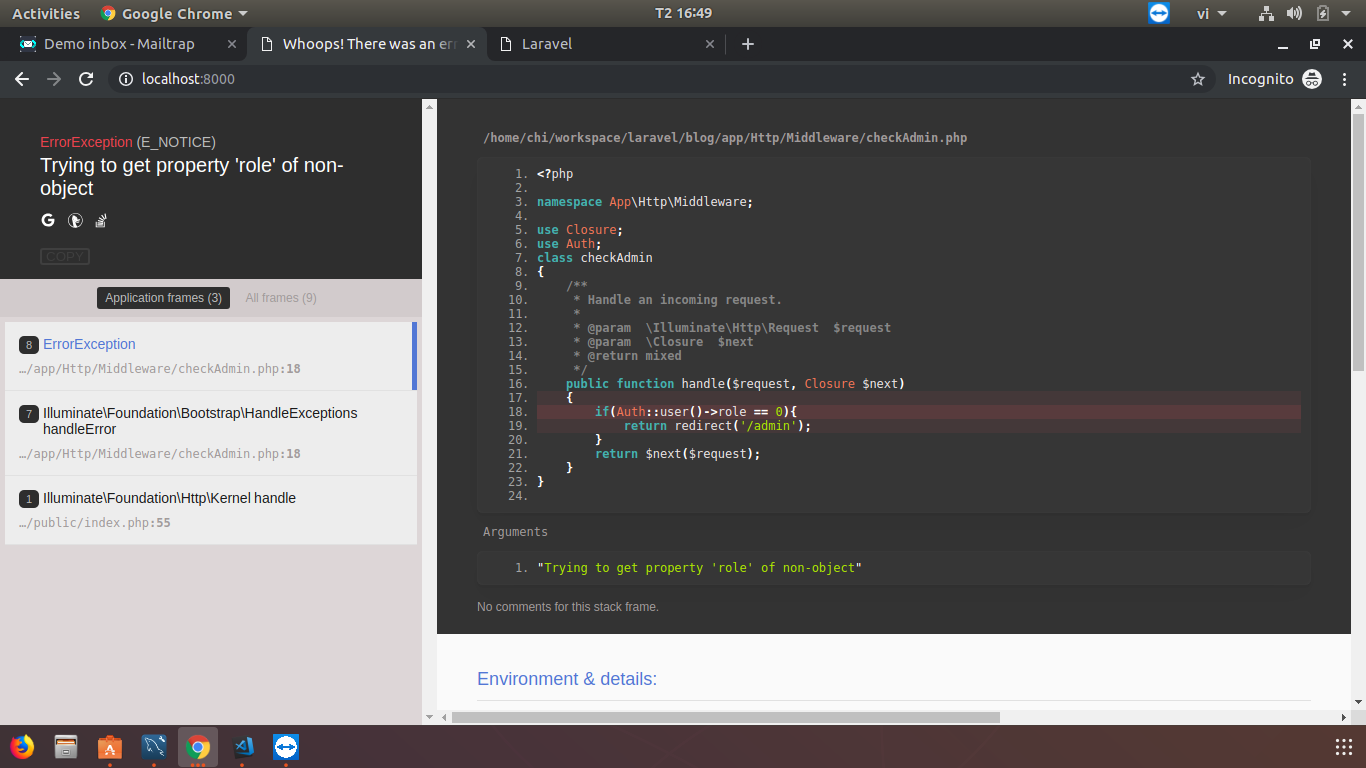 Activities Google Chrome T2 16:49 vi
Demo inbox - Mailtrap Whoops! There was an err Laravel
localhost:8000 Incognito
ErrorException (E_NOTICE)
Trying to get property 'role' of non-
object
G
COPY
Application frames (3) All frames (9)
8 ErrorException
…/app/Http/Middleware/checkAdmin.php:18
7 Illuminate\Foundation\Bootstrap\HandleExceptions
handleError
…/app/Http/Middleware/checkAdmin.php:18
1 Illuminate\Foundation\Http\Kernel handle
…/public/index.php:55
/home/chi/workspace/laravel/blog/app/Http/Middleware/checkAdmin.php
1. <?php
2.
3. namespace App\Http\Middleware;
4.
5. use Closure;
6. use Auth;
7. class checkAdmin
8. {
9.     /**
10.      * Handle an incoming request.
11.      *
12.      * @param  \Illuminate\Http\Request  $request
13.      * @param  \Closure  $next
14.      * @return mixed
15.      */
16.     public function handle($request, Closure $next)
17.     {
18.         if(Auth::user()->role == 0){
19.             return redirect('/admin');
20.         }
21.         return $next($request);
22.     }
23. }
24.
Arguments
1. "Trying to get property 'role' of non-object"
No comments for this stack frame.
Environment & details: